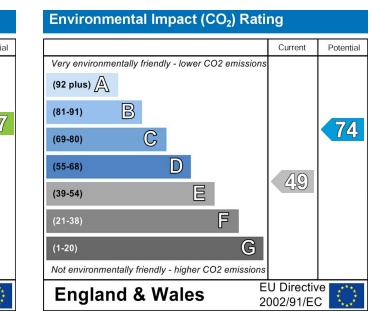 Environmental Impact (CO₂) Rating
Current Potential
Very environmentally friendly - lower CO2 emissions
(92 plus) A
(81-91) B
(69-80) C
(55-68) D
(39-54) E
(21-38) F
(1-20) G
49
74
Not environmentally friendly - higher CO2 emissions
England & Wales
EU Directive
2002/91/EC